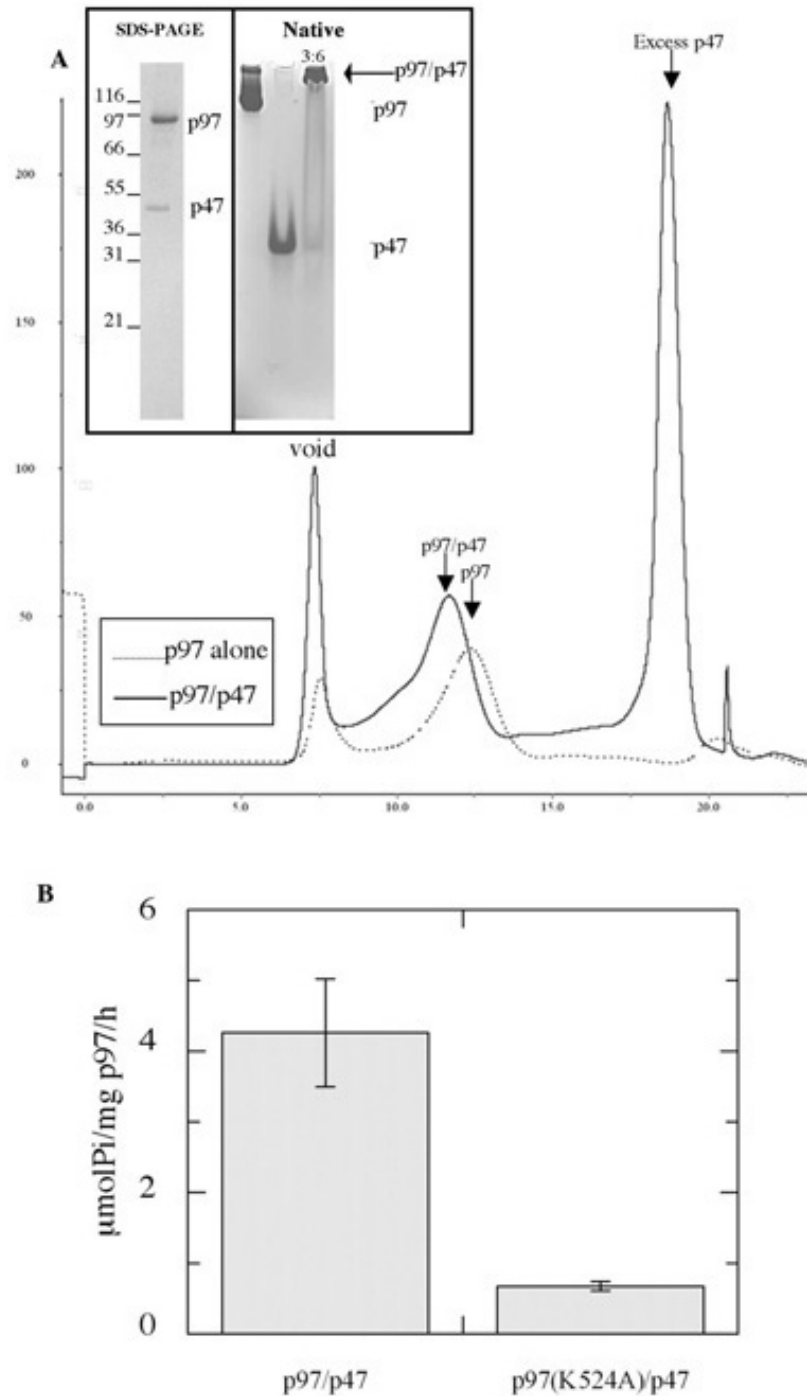 A
SDS-PAGE
Native
3:6
116
97
66
55
36
31
21
p97
p47
p97/p47
p97
p47
Excess p47
200
150
100
50
0
void
p97/p47
p97
p97 alone
p97/p47
0.0
5.0
10.0
15.0
20.0
B
6
4
2
0
µmolPi/mg p97/h
p97/p47
p97(K524A)/p47